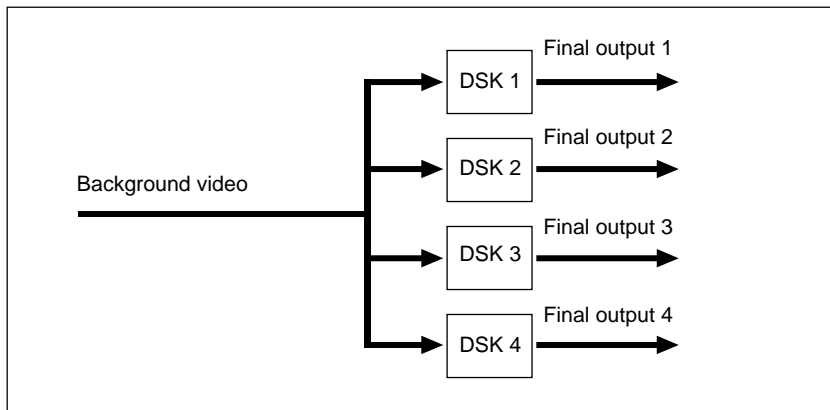 Final output 1
DSK 1
Final output 2
DSK 2
Background video
Final output 3
DSK 3
Final output 4
DSK 4